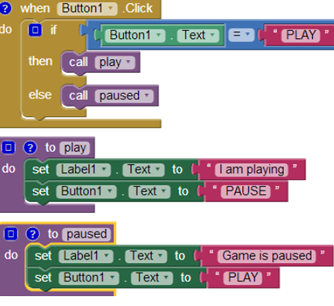 when Button1 .Click
do if Button1 . Text = " PLAY "
then call play
else call paused
to play
do set Label1 . Text to " I am playing "
set Button1 . Text to " PAUSE "
to paused
do set Label1 . Text to " Game is paused "
set Button1 . Text to " PLAY "